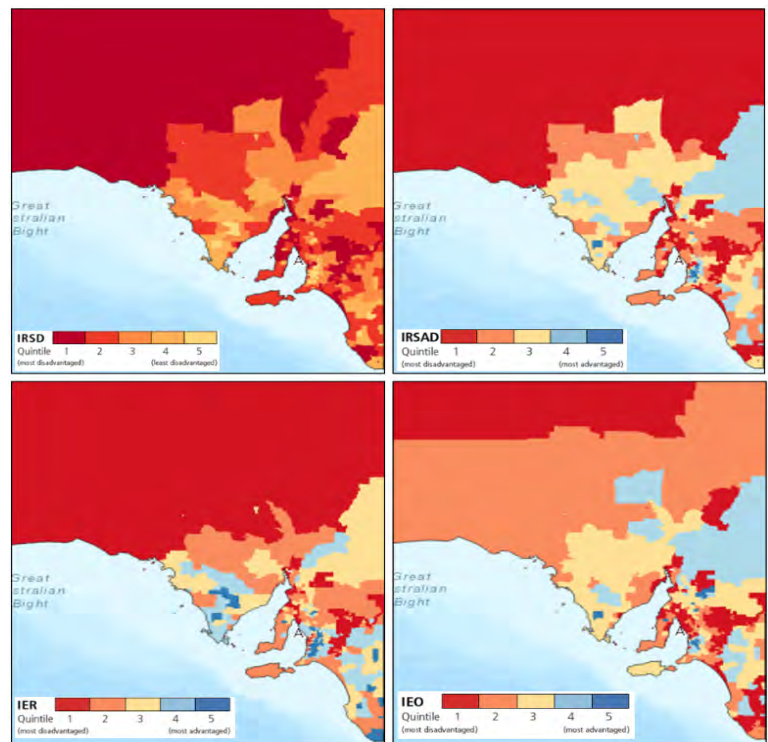 Great
stralian
Bight
A
IRSD
Quintile 1 2 3 4 5
(most disadvantaged) (least disadvantaged)
Great
stralian
Bight
A
IRSAD
Quintile 1 2 3 4 5
(most disadvantaged) (most advantaged)
Great
stralian
Bight
A
IER
Quintile 1 2 3 4 5
(most disadvantaged) (most advantaged)
Great
stralian
Bight
A
IEO
Quintile 1 2 3 4 5
(most disadvantaged) (most advantaged)